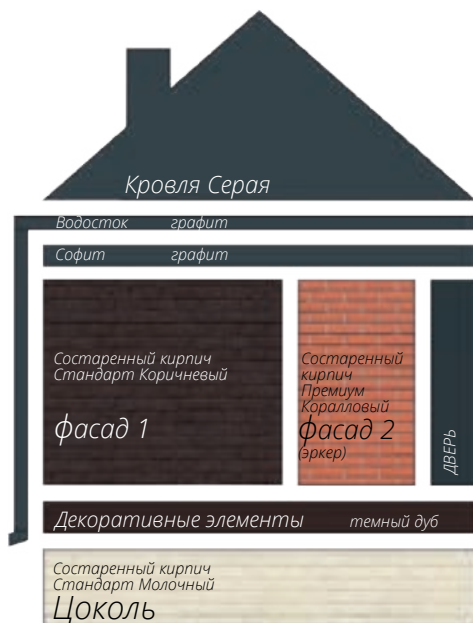 Кровля Серая
Водосток графит
Софит графит
Состаренный кирпич
Стандарт Коричневый
фасад 1
Состаренный
кирпич
Премиум
Коралловый
фасад 2
(эркер)
ДВЕРЬ
Декоративные элементы темный дуб
Состаренный кирпич
Стандарт Молочный
Цоколь